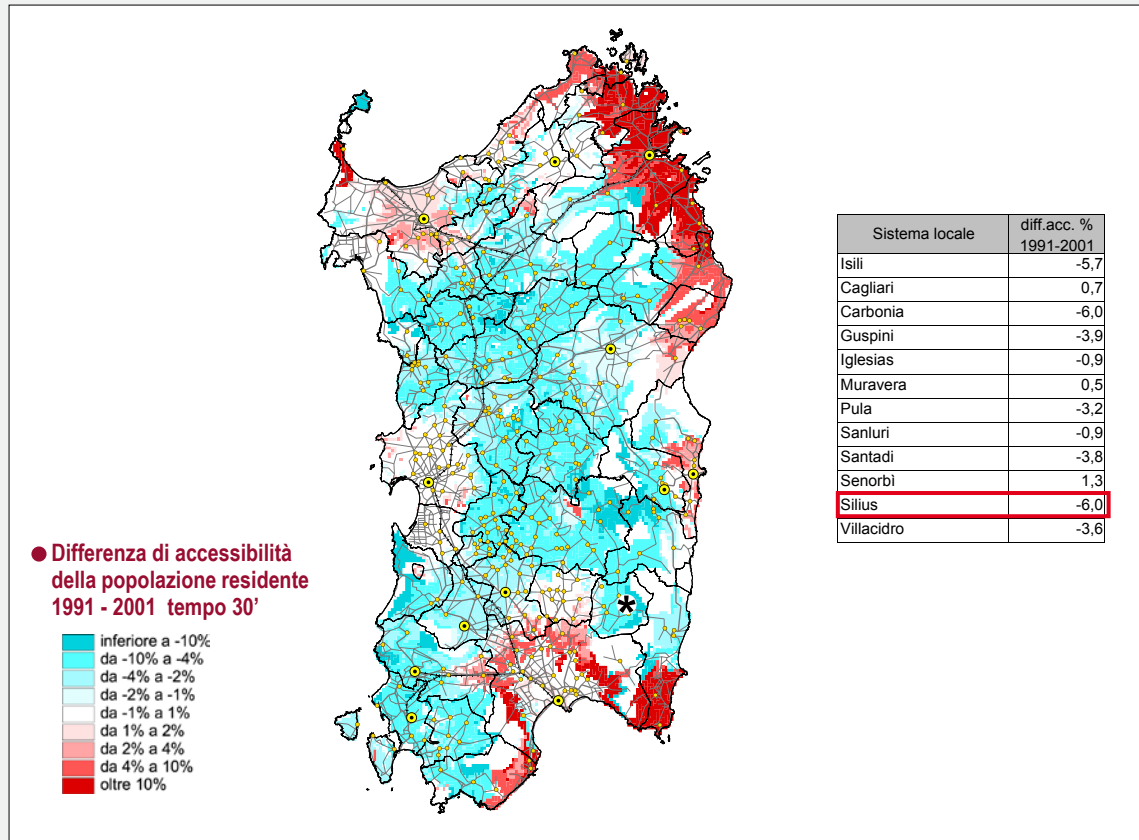 Sistema locale diff.acc. % 1991-2001
Isili -5,7
Cagliari 0,7
Carbonia -6,0
Guspini -3,9
Iglesias -0,9
Muravera 0,5
Pula -3,2
Sanluri -0,9
Santadi -3,8
Senorbì 1,3
Silius -6,0
Villacidro -3,6
Differenza di accessibilità
della popolazione residente
1991 - 2001 tempo 30'
inferiore a -10%
da -10% a -4%
da -4% a -2%
da -2% a -1%
da -1% a 1%
da 1% a 2%
da 2% a 4%
da 4% a 10%
oltre 10%
*